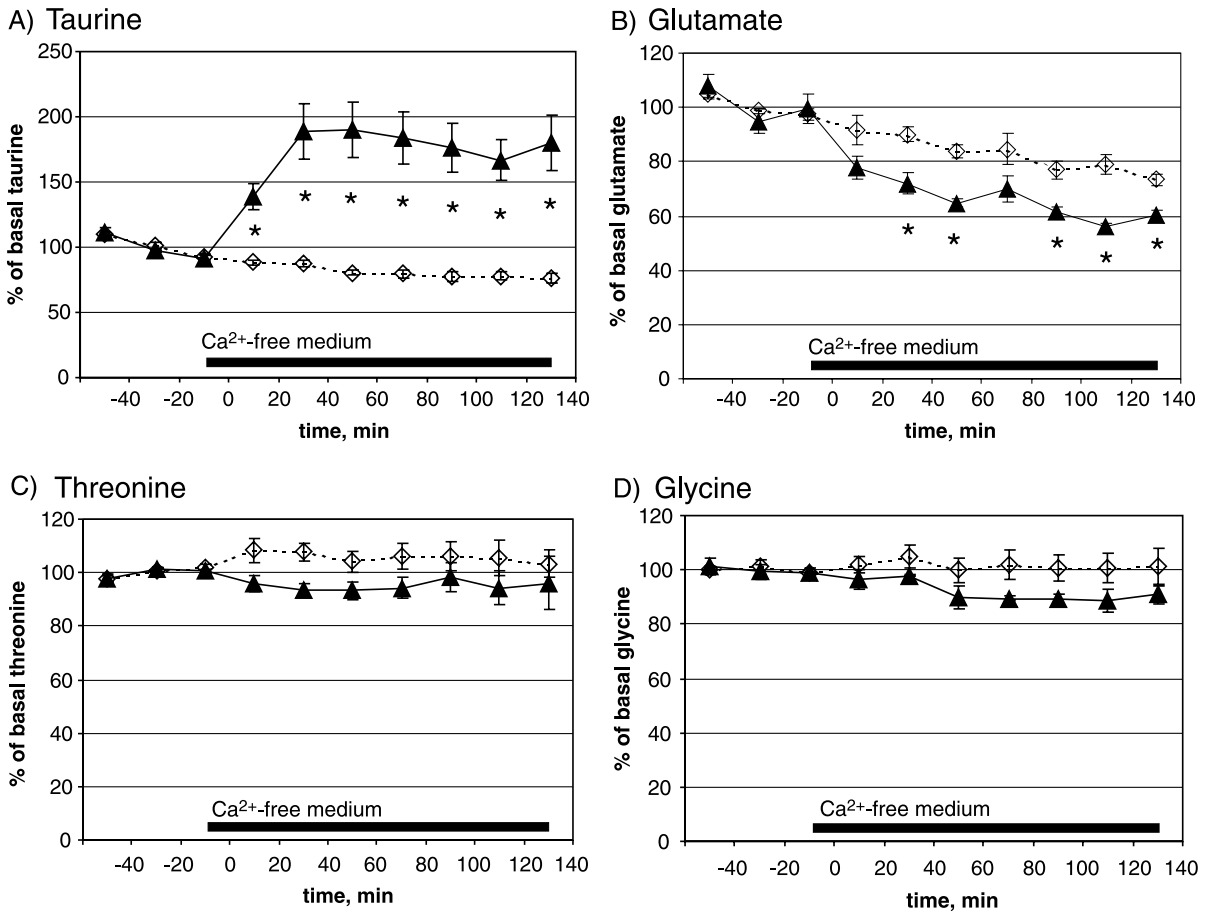 A) Taurine
250
200
150
100
50
0
% of basal taurine
* * * * * * *
Ca²⁺-free medium
-40 -20 0 20 40 60 80 100 120 140
time, min
B) Glutamate
120
100
80
60
40
20
0
% of basal glutamate
* * * * *
Ca²⁺-free medium
-40 -20 0 20 40 60 80 100 120 140
time, min
C) Threonine
120
100
80
60
40
20
0
% of basal threonine
Ca²⁺-free medium
-40 -20 0 20 40 60 80 100 120 140
time, min
D) Glycine
120
100
80
60
40
20
0
% of basal glycine
Ca²⁺-free medium
-40 -20 0 20 40 60 80 100 120 140
time, min